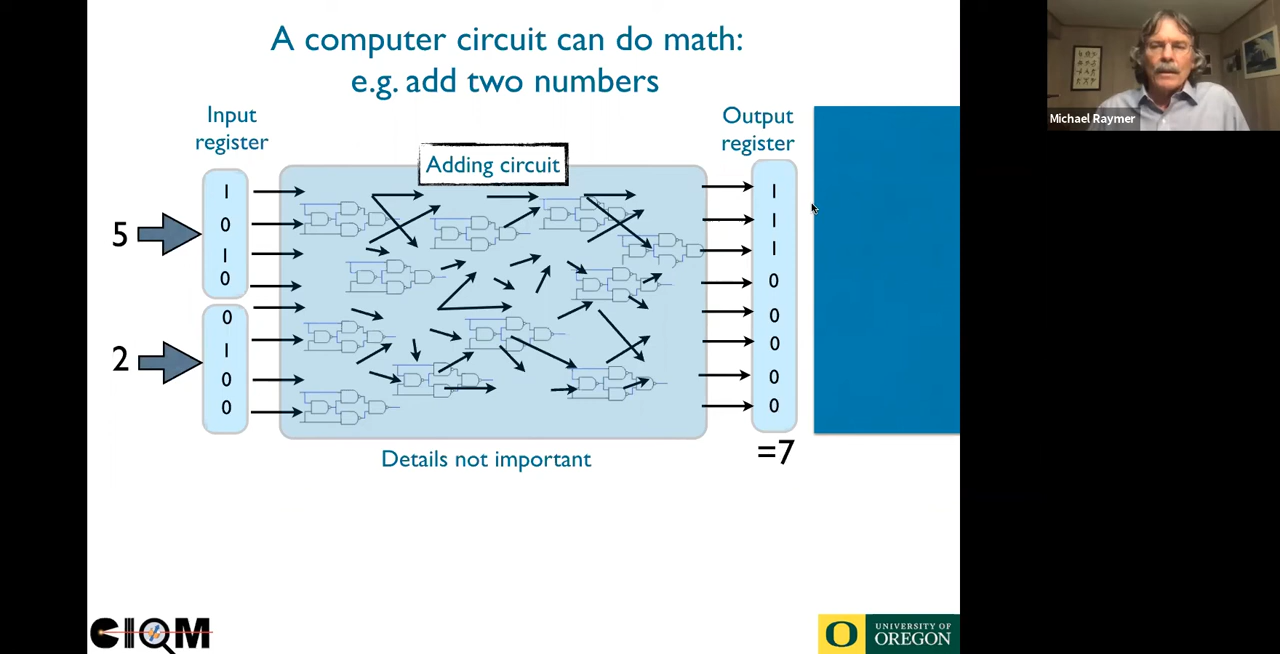 A computer circuit can do math:
e.g. add two numbers
Input
register
Output
register
Adding circuit
5
1
0
1
0
2
0
1
0
0
1
1
1
0
0
0
0
0
=7
Details not important
Michael Raymer
CIQM
O
UNIVERSITY OF
OREGON